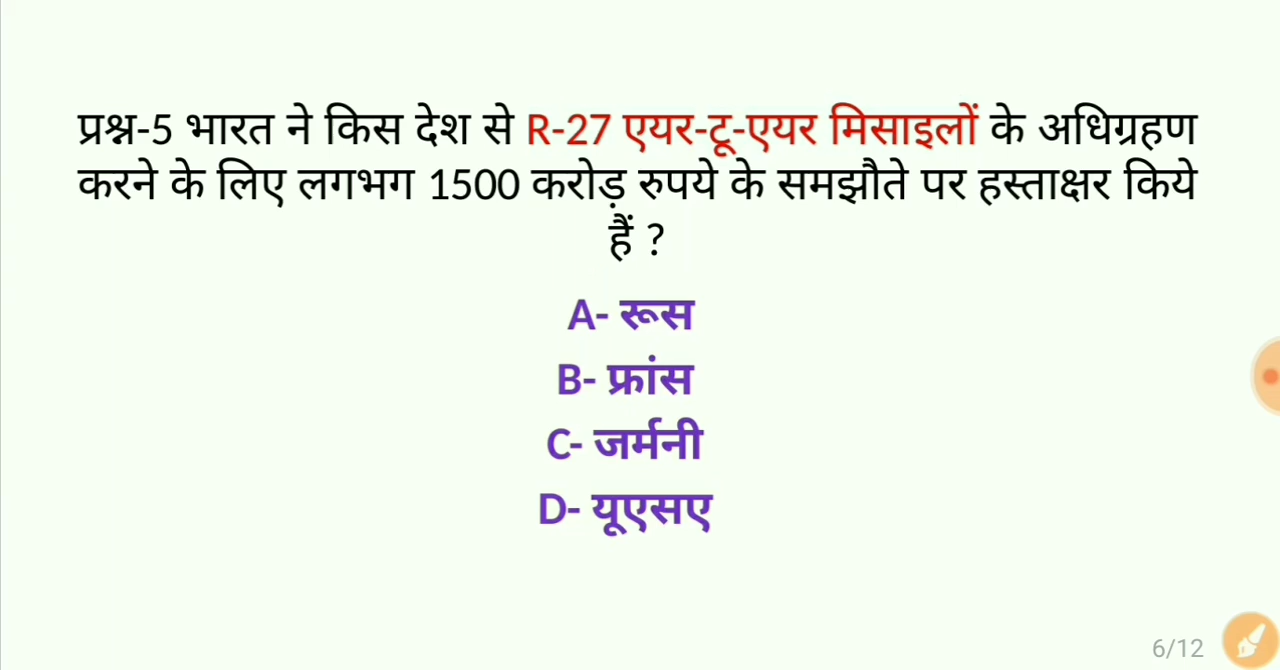 प्रश्न-5 भारत ने किस देश से R-27 एयर-टू-एयर मिसाइलों के अधिग्रहण
करने के लिए लगभग 1500 करोड़ रुपये के समझौते पर हस्ताक्षर किये
हैं ?
A- रूस
B- फ्रांस
C- जर्मनी
D- यूएसए
6/12